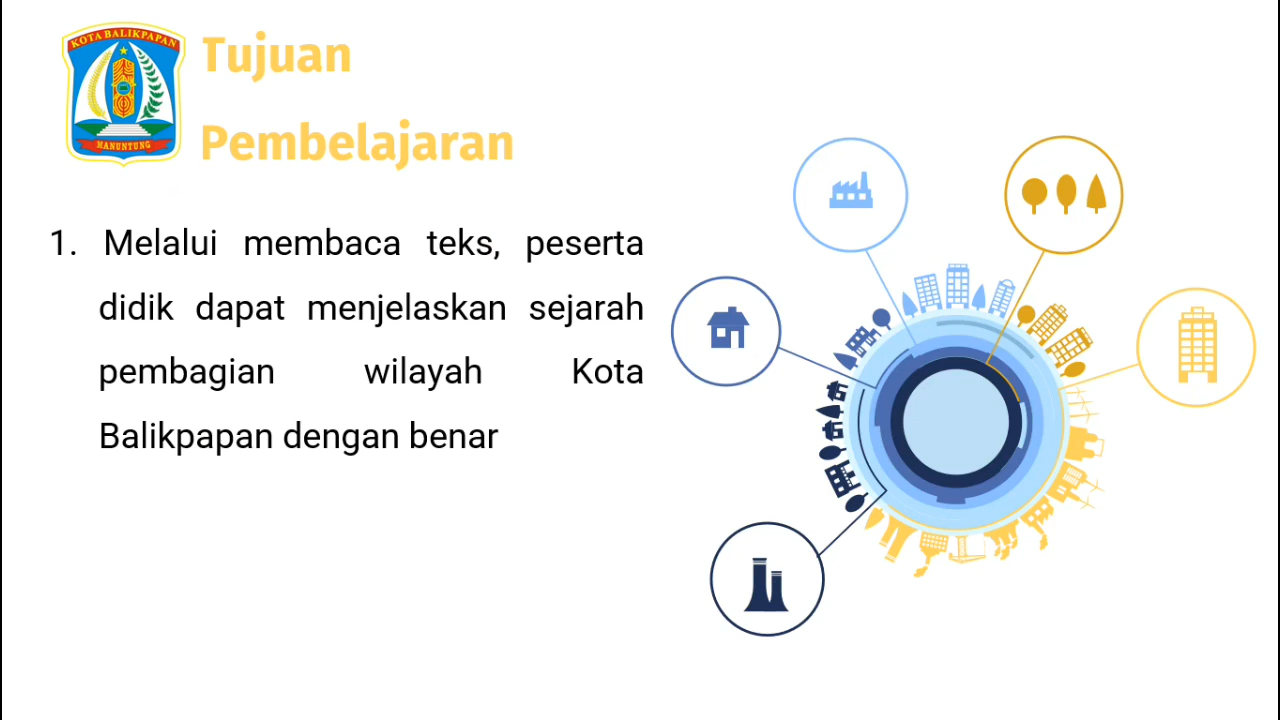 KOTA BALIKPAPAN
MANUNTUNG
Tujuan
Pembelajaran
1. Melalui membaca teks, peserta
didik dapat menjelaskan sejarah
pembagian wilayah Kota
Balikpapan dengan benar